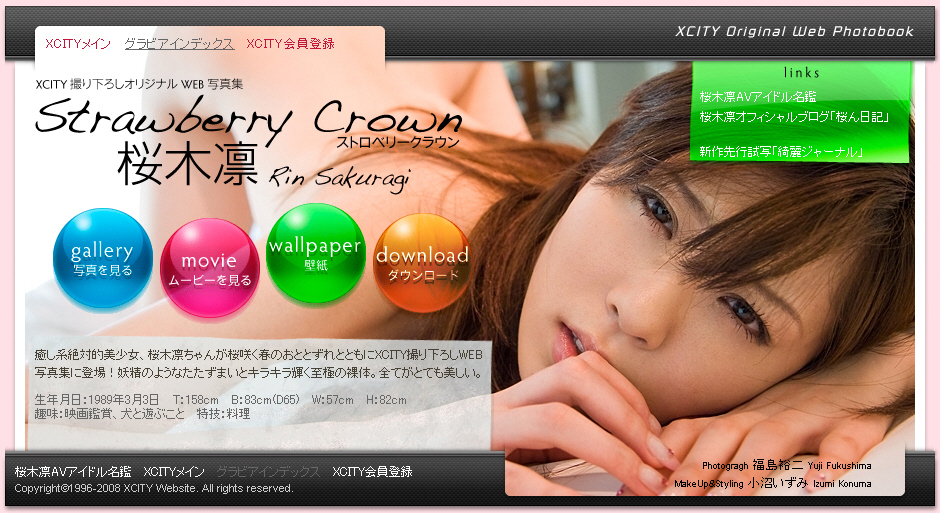 XCITYメイン グラビアインデックス XCITY会員登録
XCITY Original Web Photobook
links
桜木凛AVアイドル名鑑
桜木凛オフィシャルブログ「桜ん日記」
新作先行試写「綺麗ジャーナル」
XCITY 撮り下ろしオリジナル WEB 写真集
Strawberry Crown
ストロベリークラウン
桜木凛 Rin Sakuragi
gallery
写真を見る
movie
ムービーを見る
wallpaper
壁紙
download
ダウンロード
癒し系絶対的美少女、桜木凛ちゃんが桜咲く春のおとずれとともにXCITY撮り下ろしWEB
写真集に登場！妖精のようなたたずまいとキラキラ輝く至極の裸体。全てがとても美しい。
生年月日:1989年3月3日 T:158cm B:83cm(D65) W:57cm H:82cm
趣味:映画鑑賞、犬と遊ぶこと 特技:料理
桜木凛AVアイドル名鑑 XCITYメイン グラビアインデックス XCITY会員登録
Copyright©1996-2008 XCITY Website. All rights reserved.
Photogragh 福島裕二 Yuji Fukushima
MakeUp&Styling 小沼いずみ Izumi Konuma